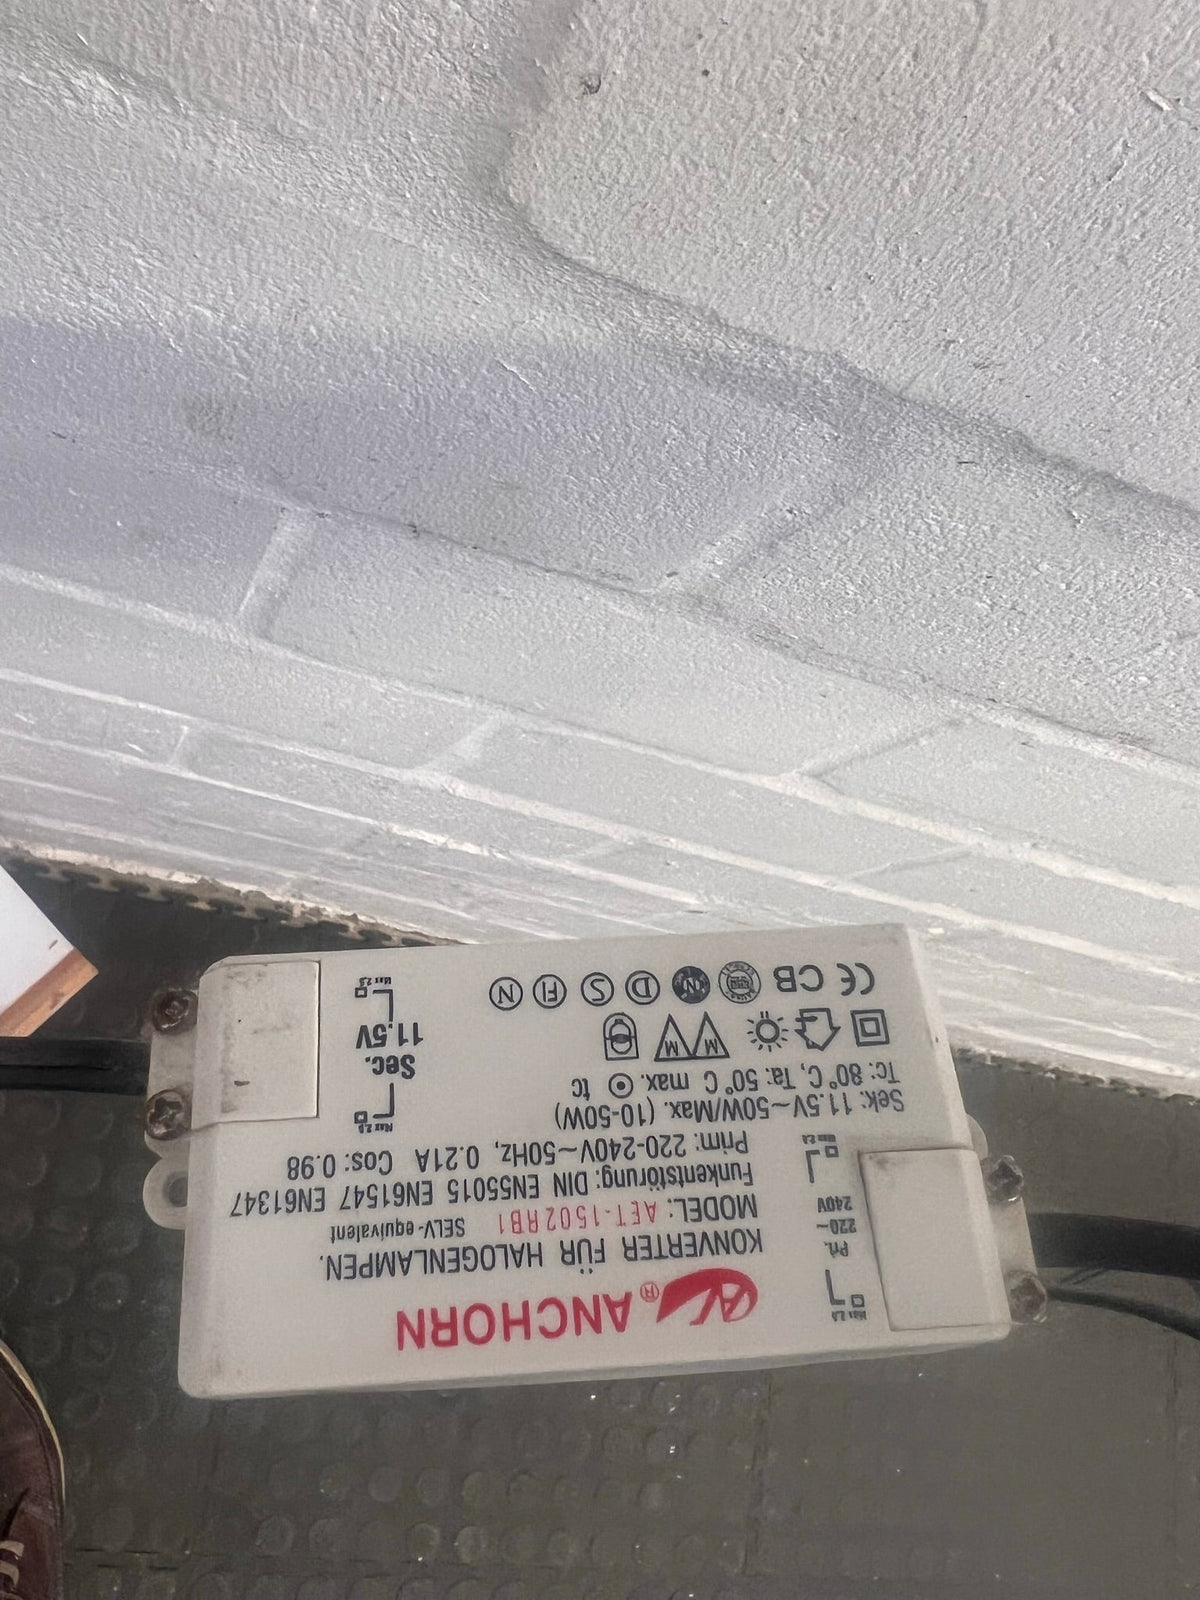 ANCHORN®
KONVERTER FÜR HALOGENLAMPEN.
MODEL: AET-1502RB1 SELV-equivalent
Funkentstörung: DIN EN55015 EN61547 EN61347
Prim: 220-240V~50Hz, 0.21A Cos: 0.98
Sek: 11.5V~50W/Max. (10-50W)
Tc: 80°C, Ta: 50°C max. tc
M M
CE CB D S FI N
Pri.
220~
240V
Sec.
11.5V